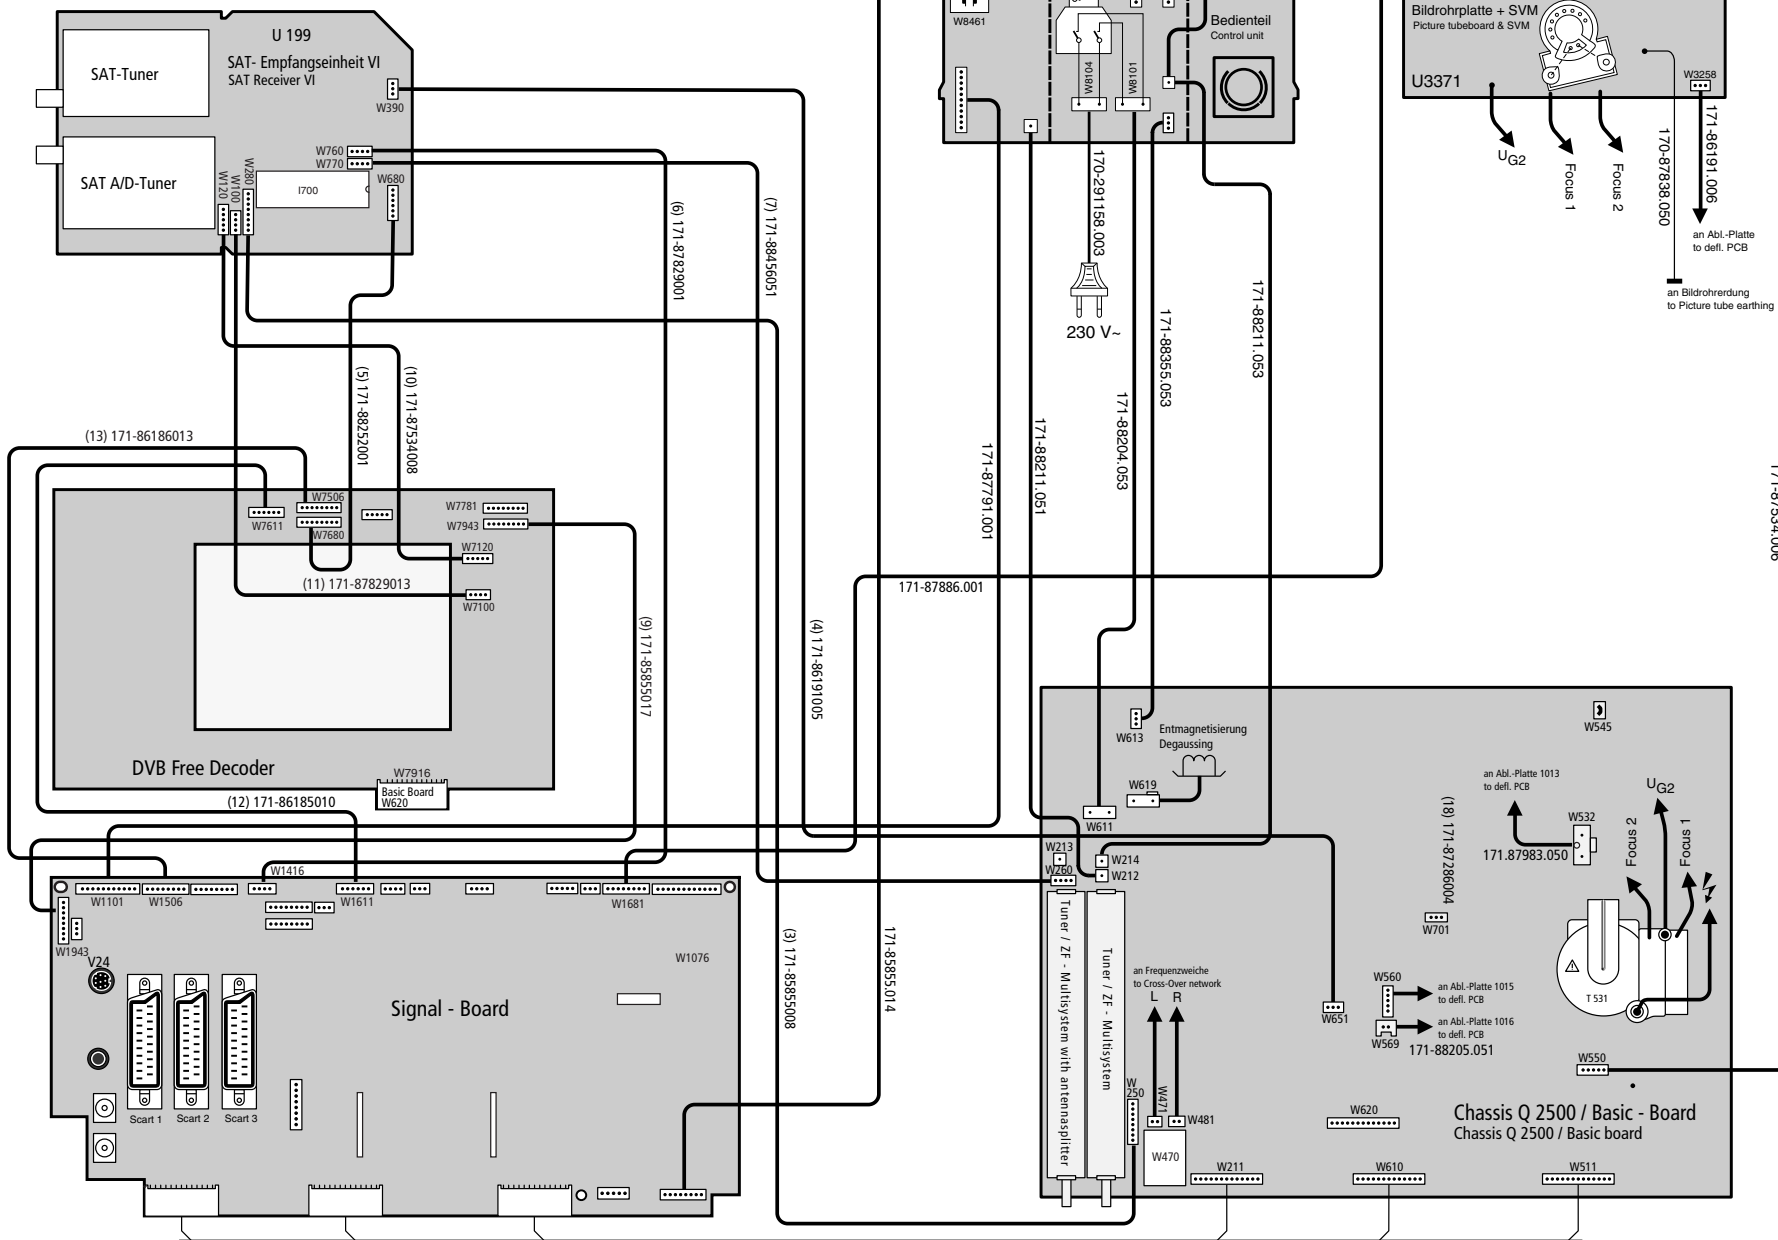 U 199
SAT- Empfangseinheit VI
SAT Receiver VI
SAT-Tuner
SAT A/D-Tuner
W390
W760
W770
W680
W280
W100
W120
I700
W8461
W8104
W8101
Bedienteil
Control unit
Bildrohrplatte + SVM
Picture tubeboard & SVM
U3371
W3258
UG2
Focus 1
Focus 2
170-87838.050
171-86191.006
an Abl.-Platte
to defl. PCB
an Bildrohrerdung
to Picture tube earthing
170-291158.003
230 V~
(6) 171-87829001
(7) 171-88456051
171-88355.053
171-88211.053
171-88204.053
171-88211.051
171-87791.001
171-87534.006
(5) 171-88252001
(10) 171-87534008
(13) 171-86186013
W7611
W7506
W7680
W7781
W7943
W7120
W7100
(11) 171-87829013
171-87886.001
(9) 171-85855017
(4) 171-86191005
DVB Free Decoder
W7916
Basic Board
W620
(12) 171-86185010
W1416
W1101
W1506
W1611
W1681
W1943
V24
W1076
Signal - Board
Scart 1
Scart 2
Scart 3
(3) 171-85855008
171-85855.014
W613
Entmagnetisierung
Degaussing
W619
W611
W545
an Abl.-Platte 1013
to defl. PCB
W532
171.87983.050
(18) 171-87286004
UG2
Focus 2
Focus 1
W213
W214
W260
W212
W701
T 531
Tuner / ZF - Multisystem with antennasplitter
Tuner / ZF - Multisystem
an Frequenzweiche
to Cross-Over network
L R
W651
W560
an Abl.-Platte 1015
to defl. PCB
W569
an Abl.-Platte 1016
to defl. PCB
171-88205.051
W550
W
250
W471
W481
W470
W620
Chassis Q 2500 / Basic - Board
Chassis Q 2500 / Basic board
W211
W610
W511